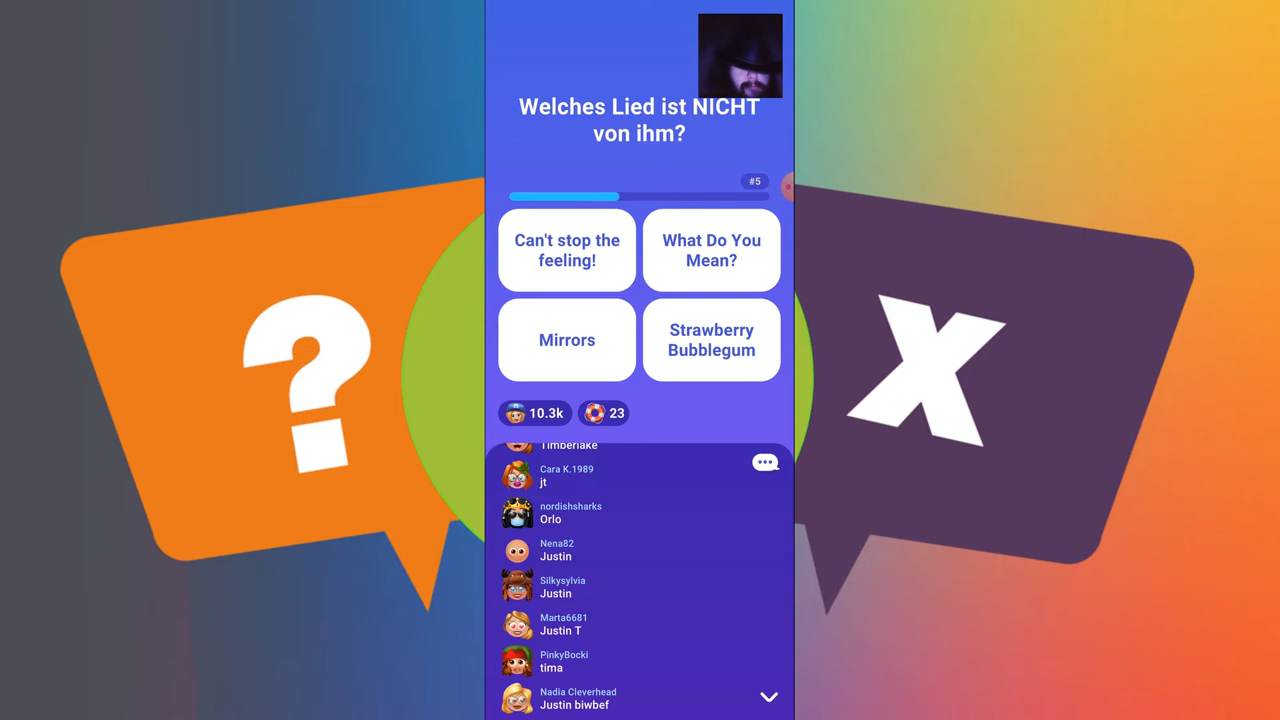 Welches Lied ist NICHT
von ihm?
#5
Can't stop the
feeling!
What Do You
Mean?
Mirrors
Strawberry
Bubblegum
10.3k
23
Timberlake
Cara K.1989
jt
nordishsharks
Orlo
Nena82
Justin
Silkysylvia
Justin
Marta6681
Justin T
PinkyBocki
tima
Nadia Cleverhead
Justin biwbef
?
X